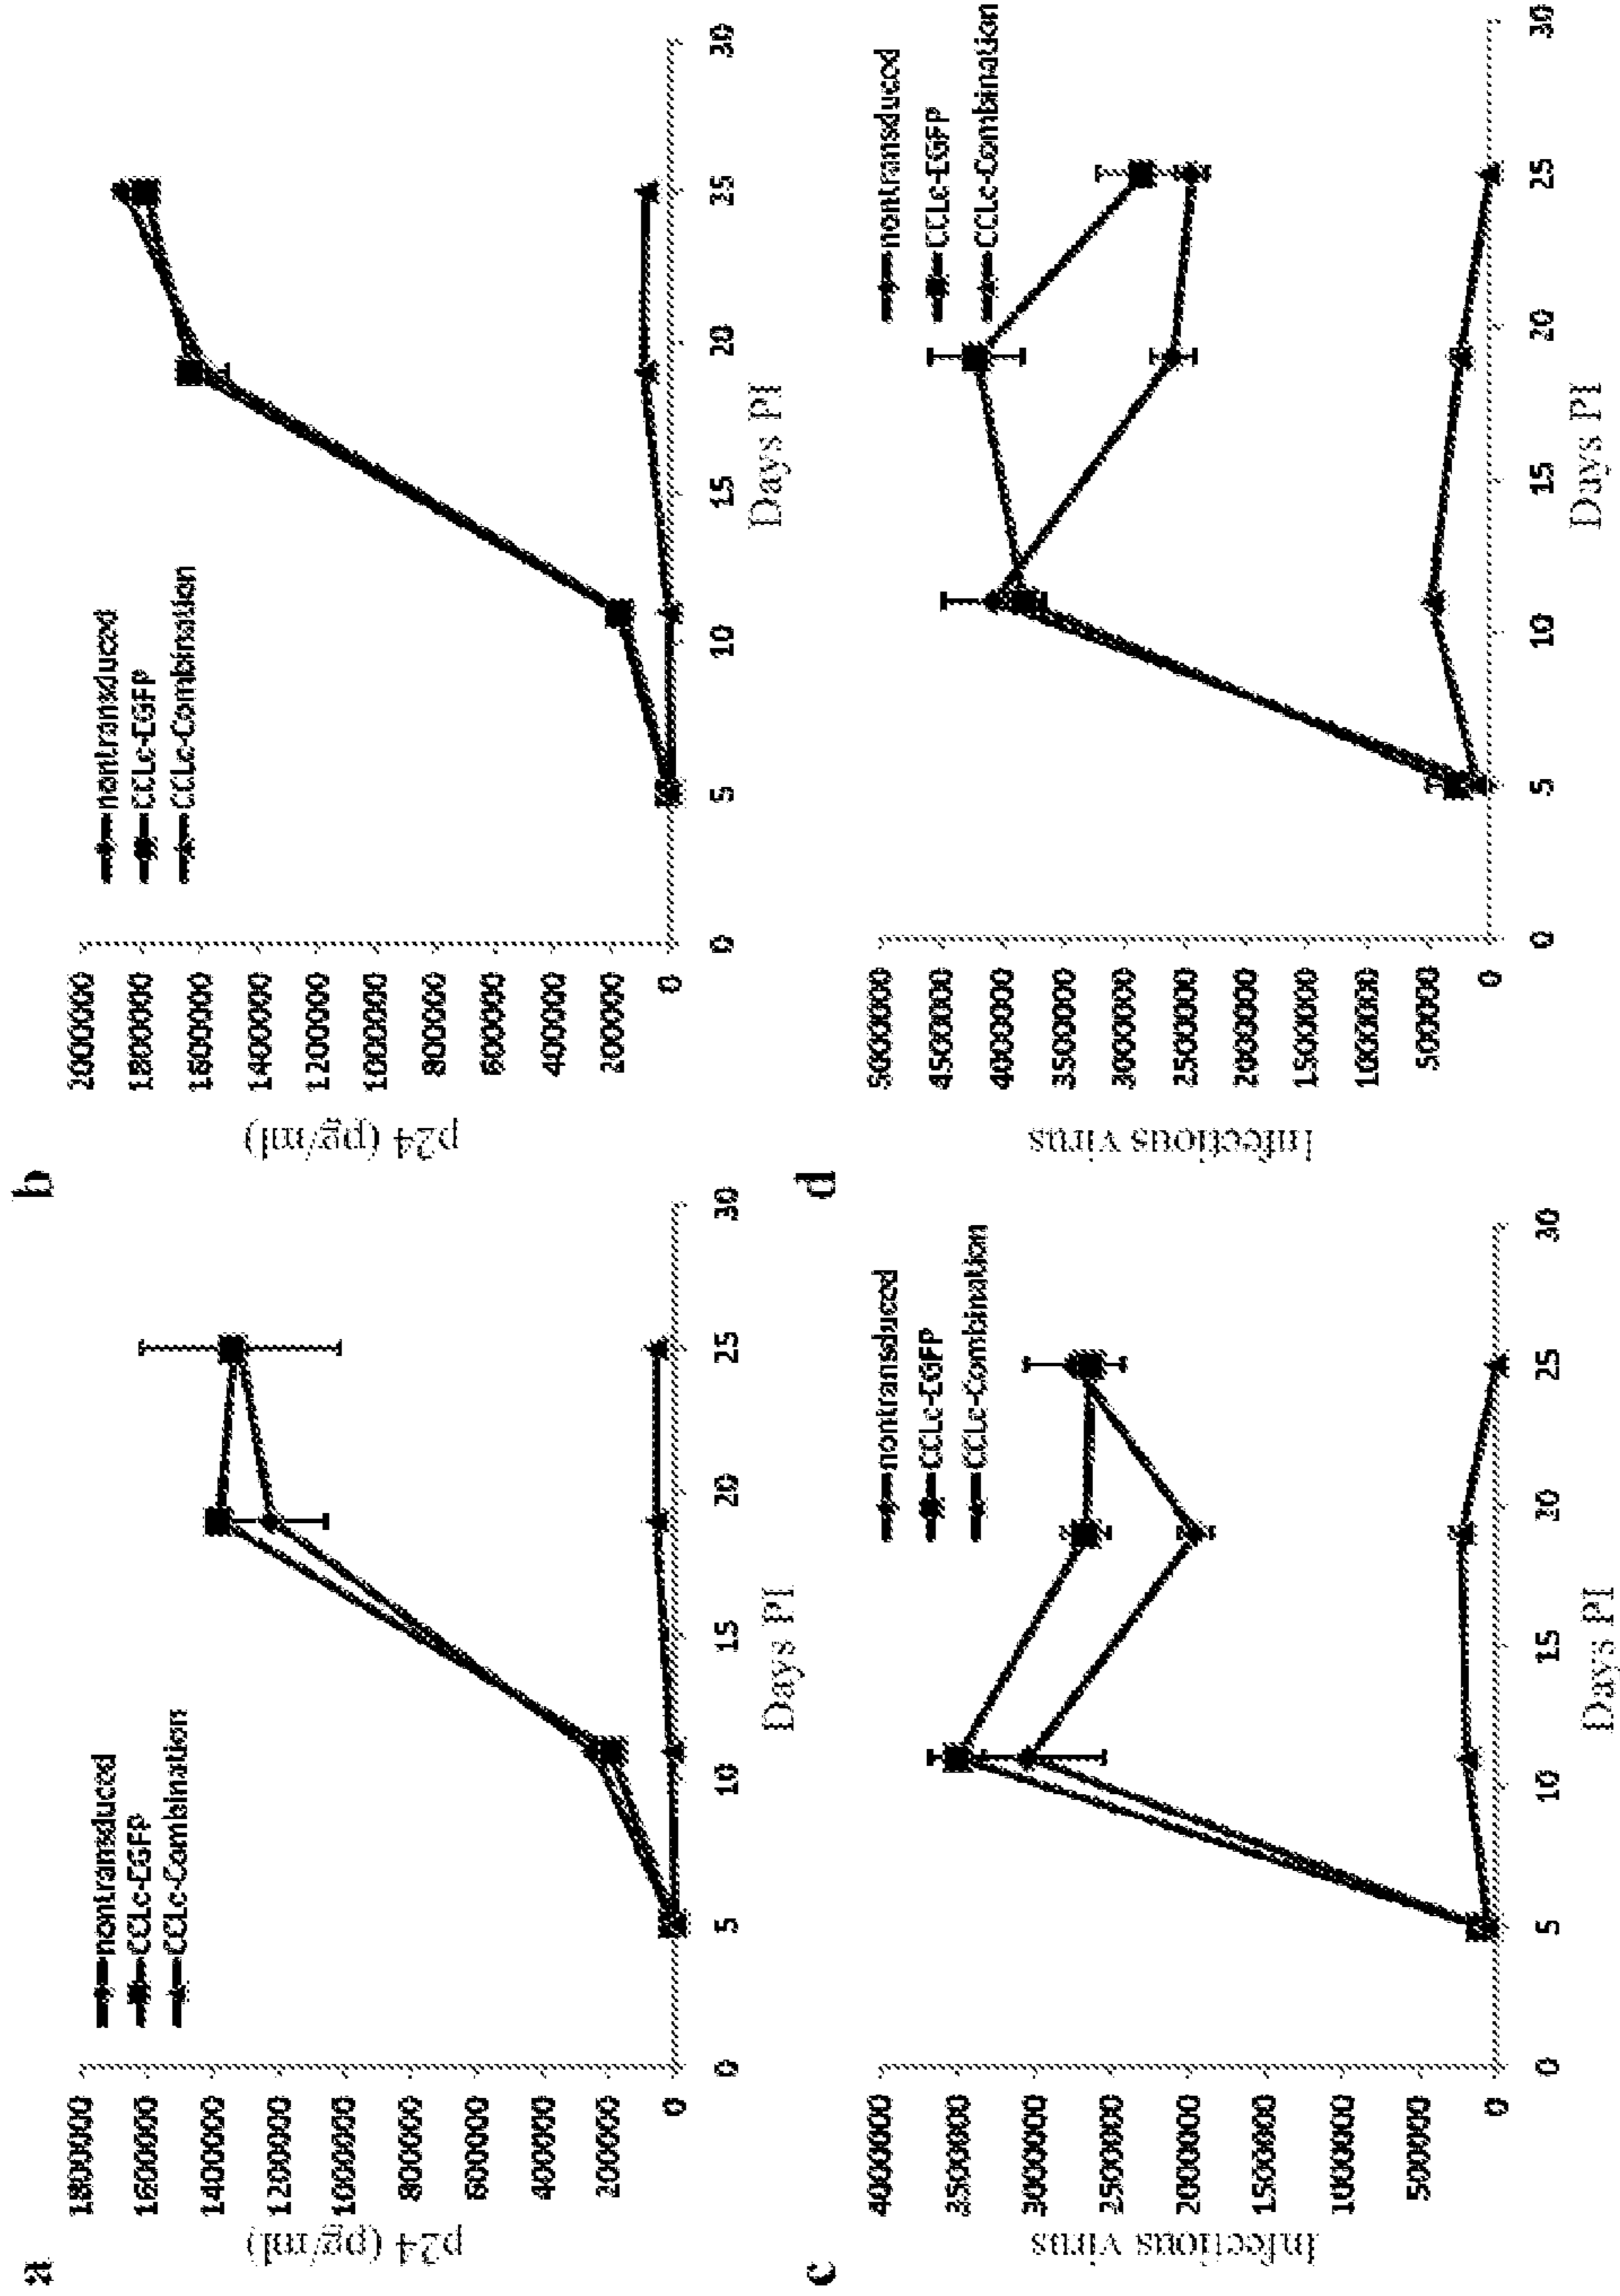 a
p24 (pg/ml)
1800000
1600000
1400000
1200000
1000000
800000
600000
400000
200000
0
nontransduced
CCLc-EGFP
CCLc-Combination
0
5
10
15
20
25
30
Days PI
b
p24 (pg/ml)
2000000
1800000
1600000
1400000
1200000
1000000
800000
600000
400000
200000
0
nontransduced
CCLc-EGFP
CCLc-Combination
0
5
10
15
20
25
30
Days PI
c
Infectious virus
4000000
3500000
3000000
2500000
2000000
1500000
1000000
500000
0
nontransduced
CCLc-EGFP
CCLc-Combination
0
5
10
15
20
25
30
Days PI
d
Infectious virus
5000000
4500000
4000000
3500000
3000000
2500000
2000000
1500000
1000000
500000
0
nontransduced
CCLc-EGFP
CCLc-Combination
0
5
10
15
20
25
30
Days PI